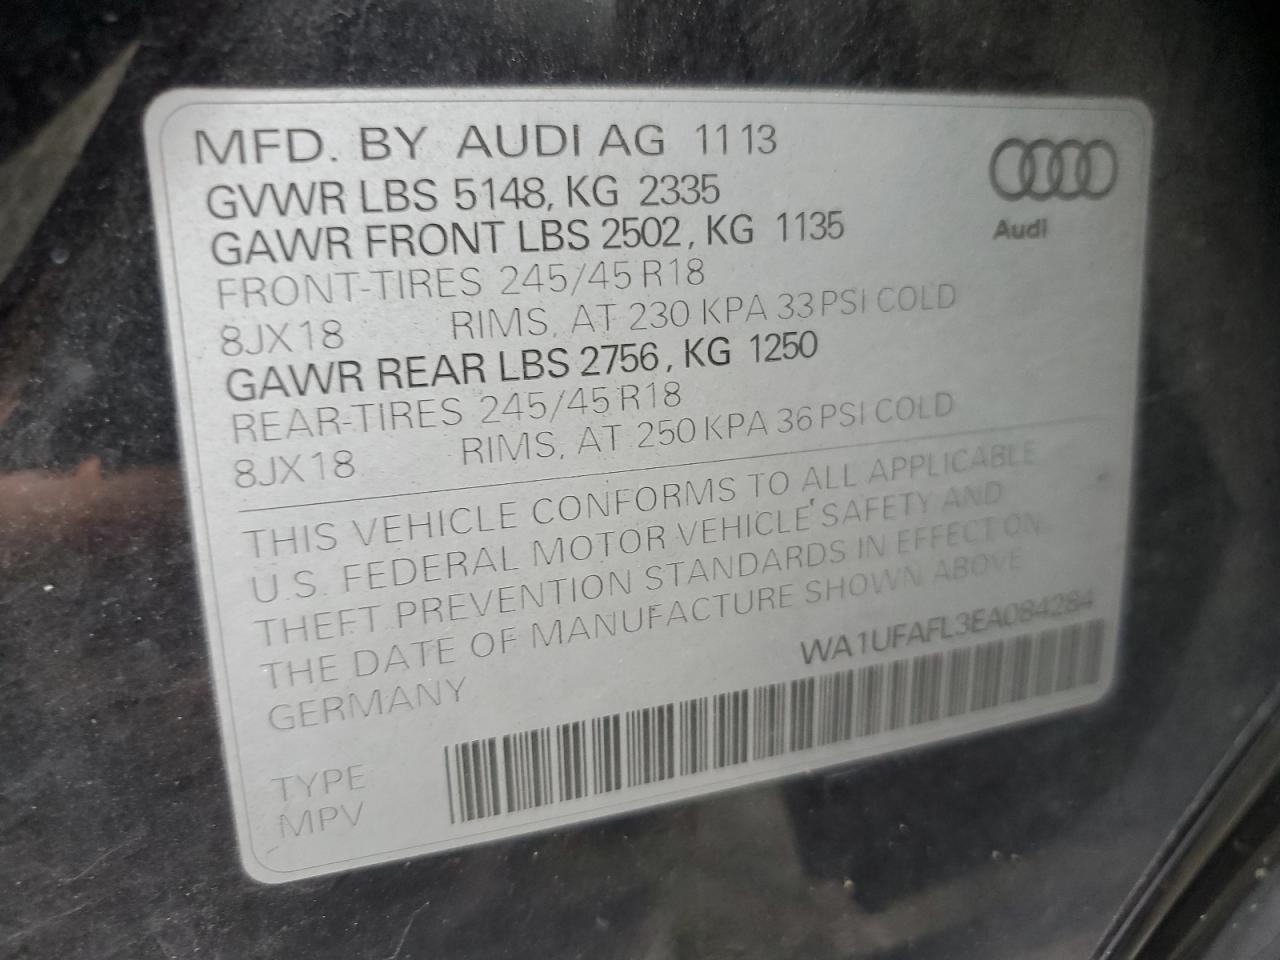 MFD. BY AUDI AG 11 13
GVWR LBS 5148, KG 2335
GAWR FRONT LBS 2502, KG 1135
FRONT-TIRES 245/45 R18
8JX18 RIMS, AT 230 KPA 33 PSI COLD
GAWR REAR LBS 2756, KG 1250
REAR-TIRES 245/45 R18
8JX18 RIMS, AT 250 KPA 36 PSI COLD
Audi
THIS VEHICLE CONFORMS TO ALL APPLICABLE
U.S. FEDERAL MOTOR VEHICLE SAFETY AND
THEFT PREVENTION STANDARDS IN EFFECT ON
THE DATE OF MANUFACTURE SHOWN ABOVE
GERMANY
WA1UFAFL3EA084284
TYPE
MPV